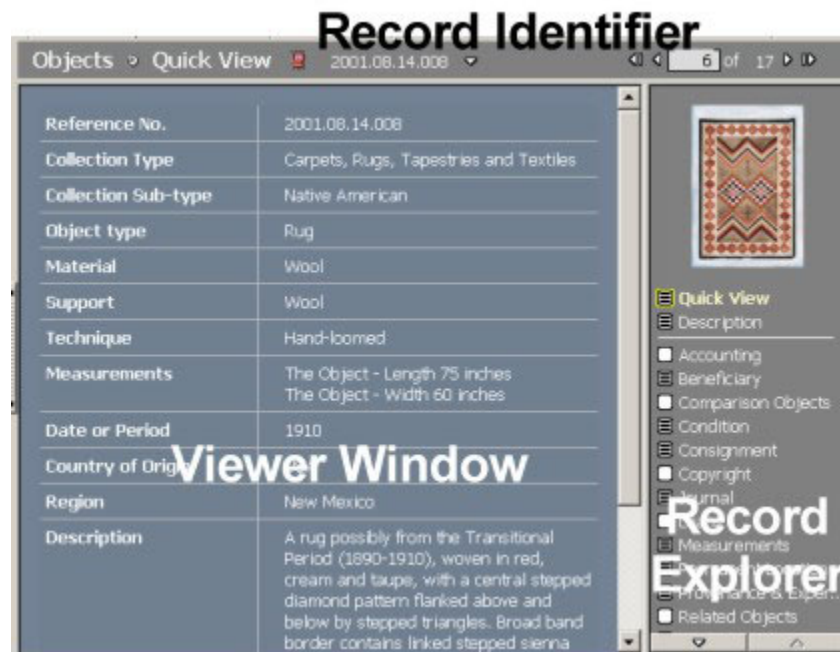 Record Identifier
Objects Quick View 2001.08.14.008 6 of 17
Reference No. 2001.08.14.008
Collection Type Carpets, Rugs, Tapestries and Textiles
Collection Sub-type Native American
Object type Rug
Material Wool
Support Wool
Technique Hand-loomed
Measurements The Object - Length 75 inches
The Object - Width 60 inches
Date or Period 1910
Country of Origin
Viewer Window
Region New Mexico
Description A rug possibly from the Transitional
Period (1890-1910), woven in red,
cream and taupe, with a central stepped
diamond pattern flanked above and
below by stepped triangles. Broad band
border contains linked stepped sienna
Quick View
Description
Accounting
Beneficiary
Comparison Objects
Condition
Consignment
Copyright
Journal
Record
Measurements
Explorer
Provenance & Exper...
Related Objects